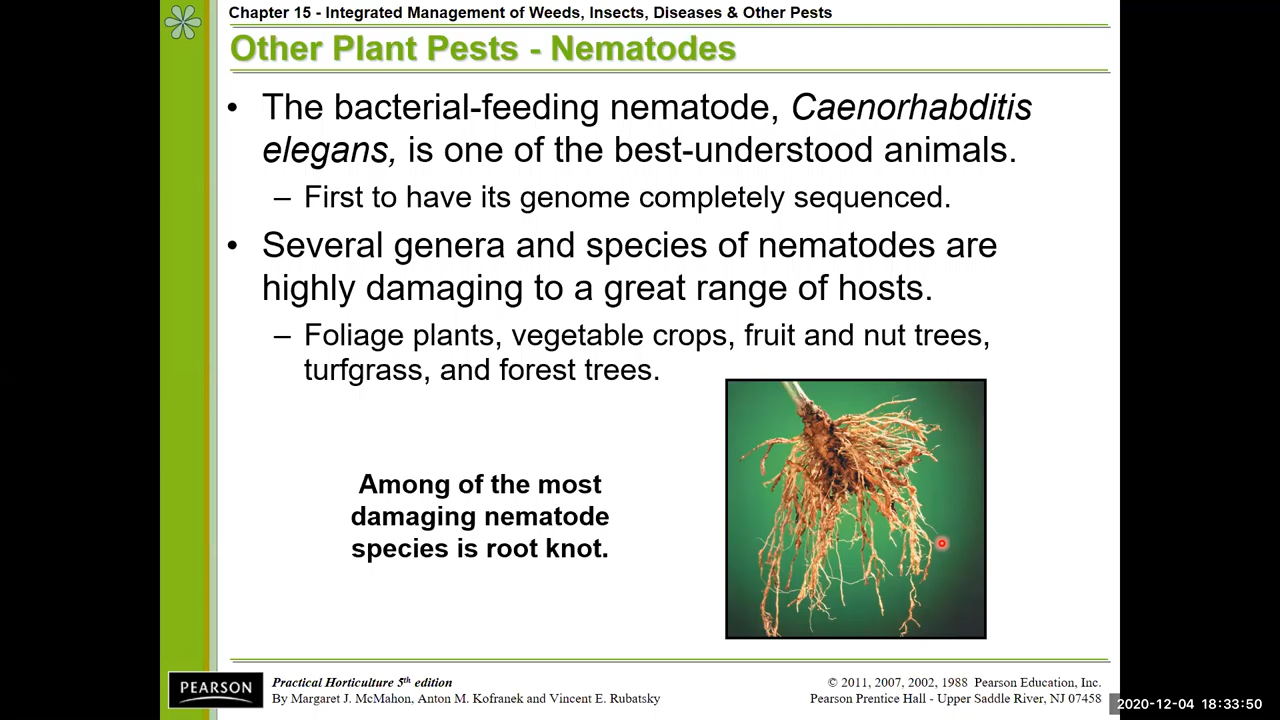 Chapter 15 - Integrated Management of Weeds, Insects, Diseases & Other Pests
Other Plant Pests - Nematodes
• The bacterial-feeding nematode, Caenorhabditis
elegans, is one of the best-understood animals.
– First to have its genome completely sequenced.
• Several genera and species of nematodes are
highly damaging to a great range of hosts.
– Foliage plants, vegetable crops, fruit and nut trees,
turfgrass, and forest trees.
Among of the most
damaging nematode
species is root knot.
PEARSON
Practical Horticulture 5th edition
By Margaret J. McMahon, Anton M. Kofranek and Vincent E. Rubatsky
© 2011, 2007, 2002, 1988 Pearson Education, Inc.
Pearson Prentice Hall - Upper Saddle River, NJ 07458
2020-12-04 18:33:50